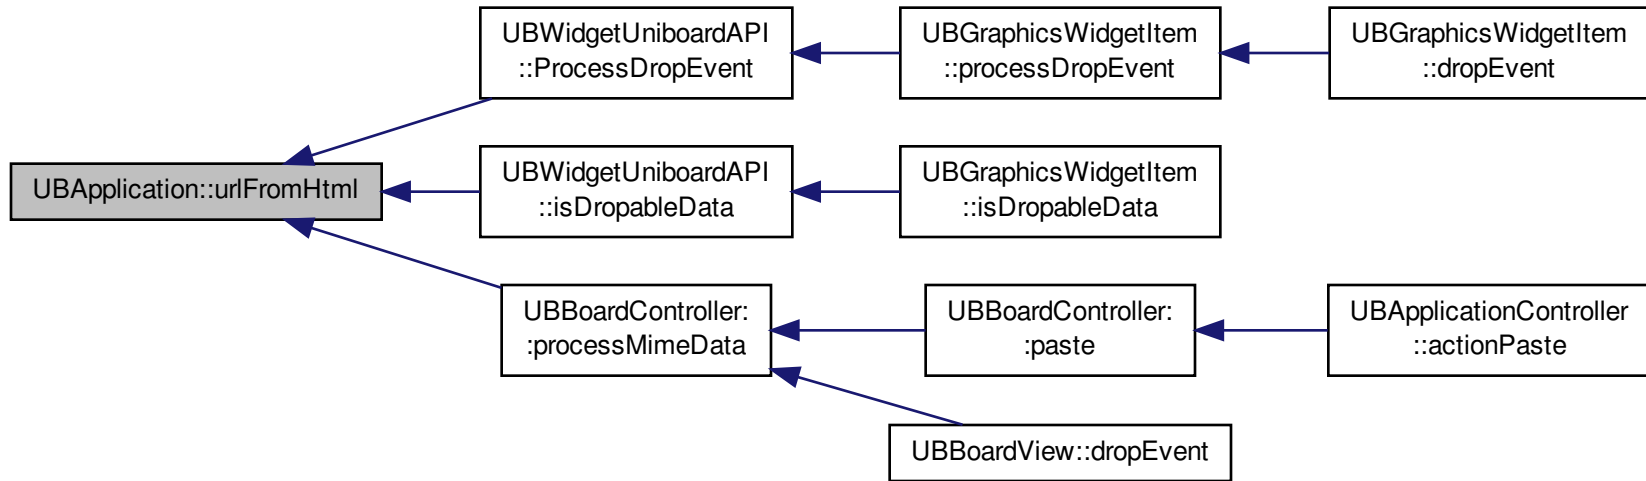 UBWidgetUniboardAPI
::ProcessDropEvent
UBGraphicsWidgetItem
::processDropEvent
UBGraphicsWidgetItem
::dropEvent
UBApplication::urlFromHtml
UBWidgetUniboardAPI
::isDropableData
UBGraphicsWidgetItem
::isDropableData
UBBoardController:
:processMimeData
UBBoardController:
:paste
UBApplicationController
::actionPaste
UBBoardView::dropEvent